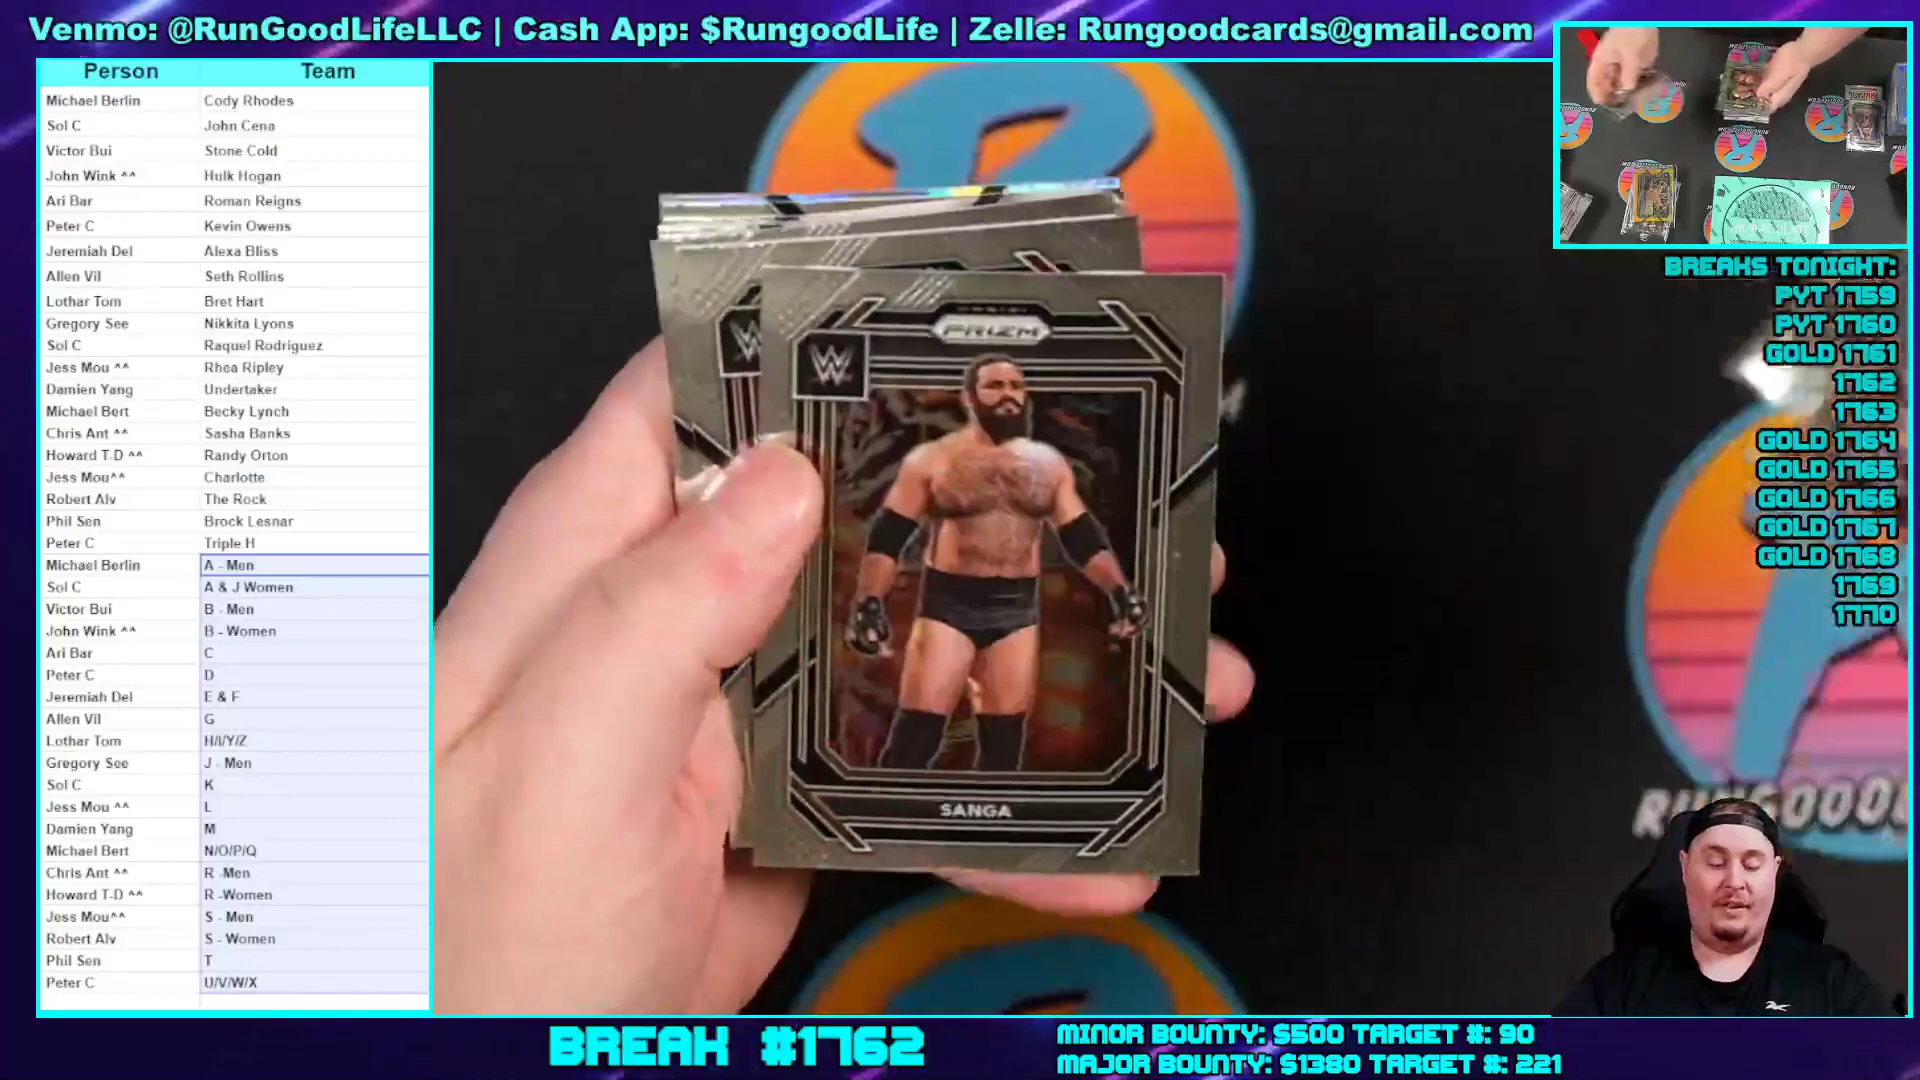 Venmo: @RunGoodLifeLLC | Cash App: $RungoodLife | Zelle: Rungoodcards@gmail.com
Person Team
Michael Berlin Cody Rhodes
Sol C John Cena
Victor Bui Stone Cold
John Wink ^^ Hulk Hogan
Ari Bar Roman Reigns
Peter C Kevin Owens
Jeremiah Del Alexa Bliss
Allen Vil Seth Rollins
Lothar Tom Bret Hart
Gregory See Nikkita Lyons
Sol C Raquel Rodriguez
Jess Mou ^^ Rhea Ripley
Damien Yang Undertaker
Michael Bert Becky Lynch
Chris Ant ^^ Sasha Banks
Howard T-D ^^ Randy Orton
Jess Mou^^ Charlotte
Robert Alv The Rock
Phil Sen Brock Lesnar
Peter C Triple H
Michael Berlin A - Men
Sol C A & J Women
Victor Bui B - Men
John Wink ^^ B - Women
Ari Bar C
Peter C D
Jeremiah Del E & F
Allen Vil G
Lothar Tom H/I/Y/Z
Gregory See J - Men
Sol C K
Jess Mou ^^ L
Damien Yang M
Michael Bert N/O/P/Q
Chris Ant ^^ R -Men
Howard T-D ^^ R -Women
Jess Mou^^ S - Men
Robert Alv S - Women
Phil Sen T
Peter C U/V/W/X
PANINI
PRIZM
W
SANGA
BREAKS TONIGHT:
PYT 1759
PYT 1760
GOLD 1761
1762
1763
GOLD 1764
GOLD 1765
GOLD 1766
GOLD 1767
GOLD 1768
1769
1770
BREAK #1762
MINOR BOUNTY: $500 TARGET #: 90
MAJOR BOUNTY: $1380 TARGET #: 221